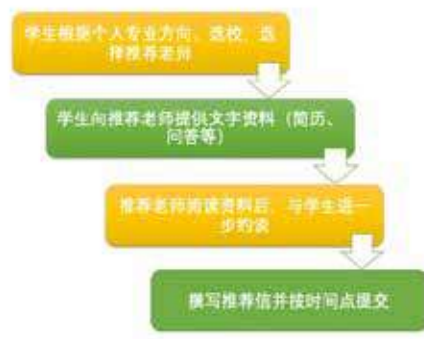 学生根据个人专业方向、选校，选
择推荐老师
学生向推荐老师提供文字资料（简历、
问答等）
推荐老师阅读资料后，与学生进一
步约谈
撰写推荐信并按时间点提交